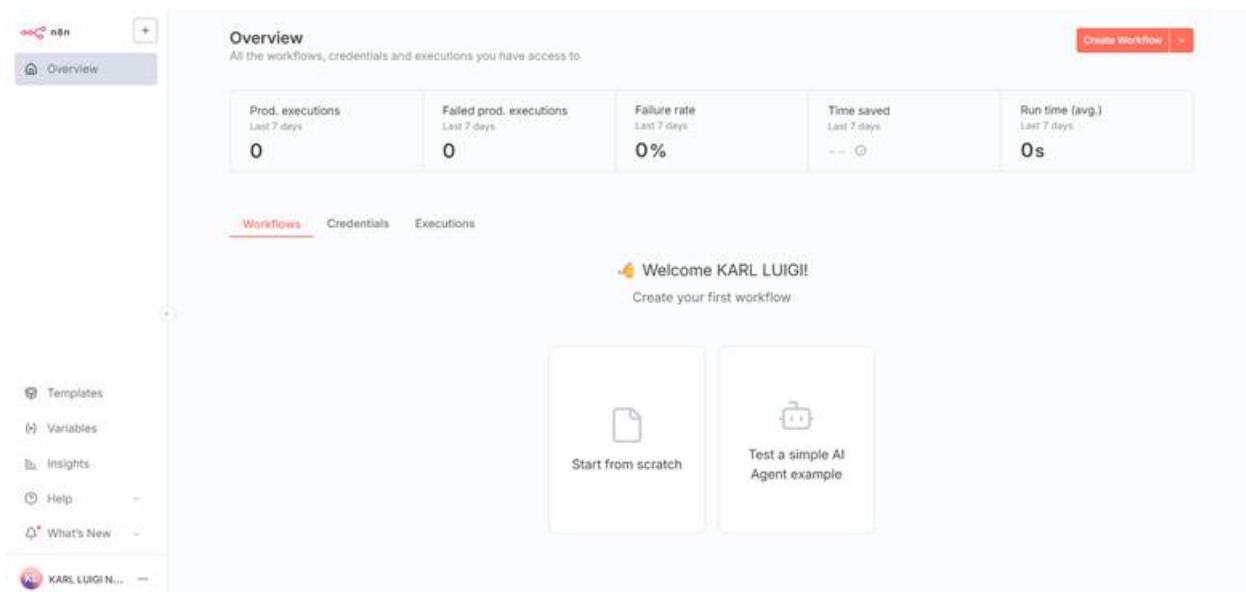 n8n
+
Overview
Overview
All the workflows, credentials and executions you have access to
Create Workflow
Prod. executions
Last 7 days
0
Failed prod. executions
Last 7 days
0
Failure rate
Last 7 days
0%
Time saved
Last 7 days
--
Run time (avg.)
Last 7 days
0s
Workflows Credentials Executions
Welcome KARL LUIGI!
Create your first workflow
Start from scratch
Test a simple AI
Agent example
Templates
Variables
Insights
Help
What's New
KARL LUIGI N...